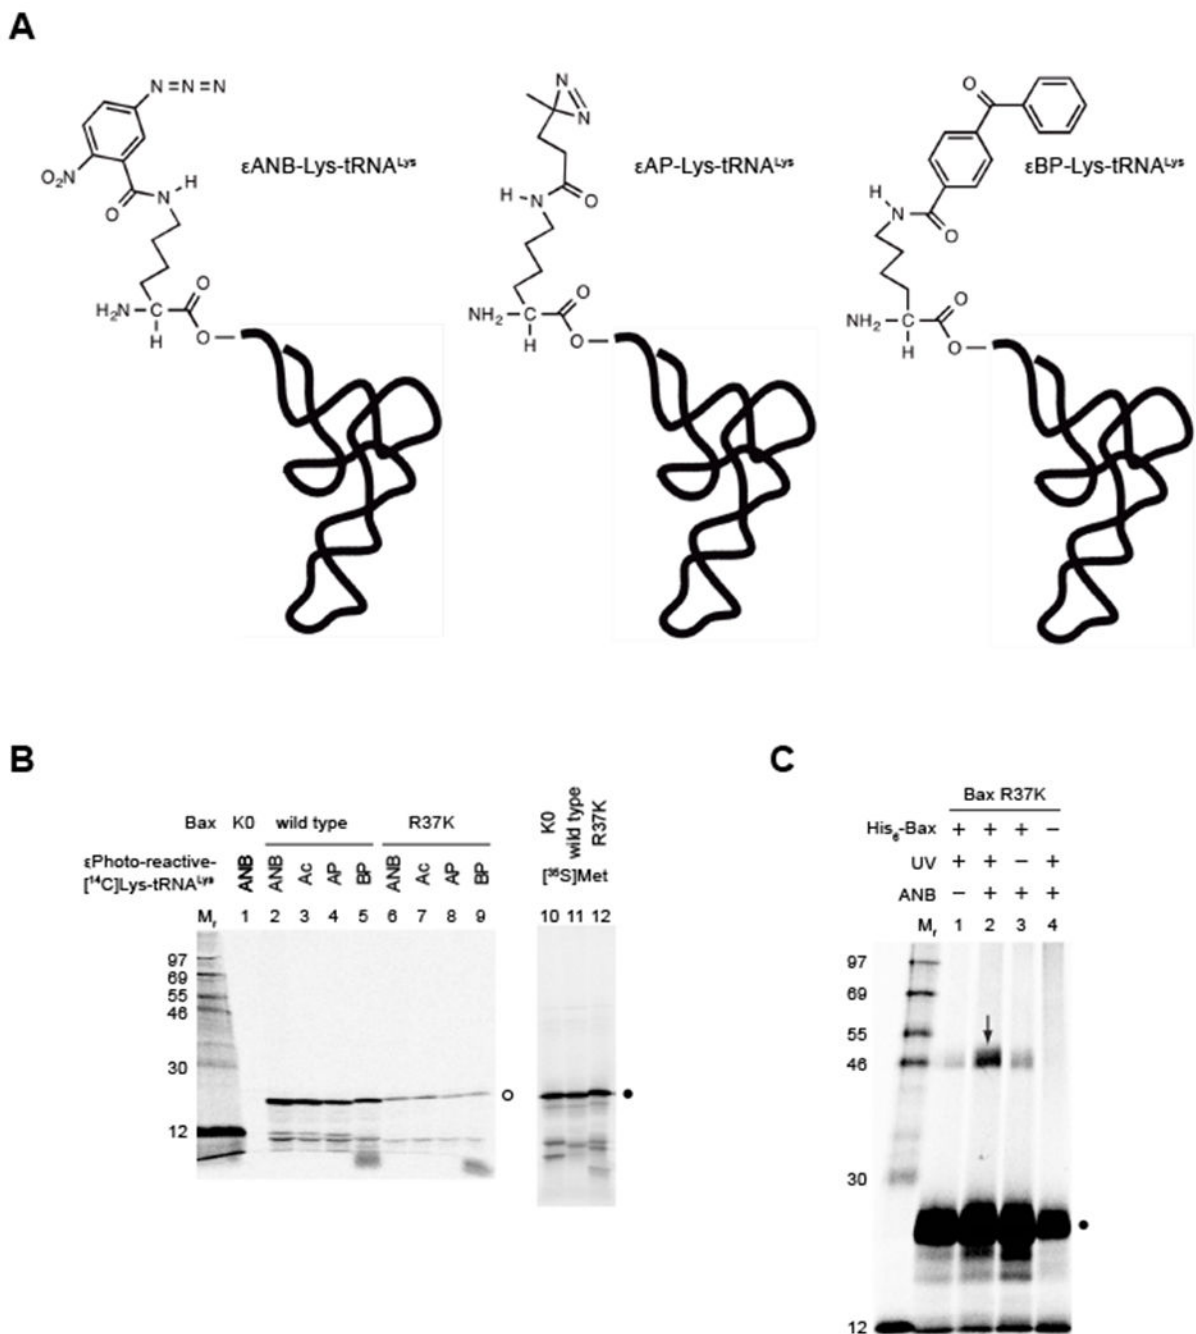 A
N=N=N
O₂N
O
N-H
H₂N
C
H
O
O
εANB-Lys-tRNAᴸʸˢ
N
N
H-N
O
NH₂
C
H
O
O
εAP-Lys-tRNAᴸʸˢ
O
H
N
O
NH₂
C
H
O
O
εBP-Lys-tRNAᴸʸˢ
B
Bax K0 wild type R37K
εPhoto-reactive-
[¹⁴C]Lys-tRNAᴸʸˢ
ANB ANB Ac AP BP ANB Ac AP BP
Mr 1 2 3 4 5 6 7 8 9
97
69
55
46
30
12
K0 wild type R37K
[³⁵S]Met
10 11 12
C
Bax R37K
His₆-Bax + + + −
UV + + − +
ANB − + + +
Mr 1 2 3 4
97
69
55
46
30
12